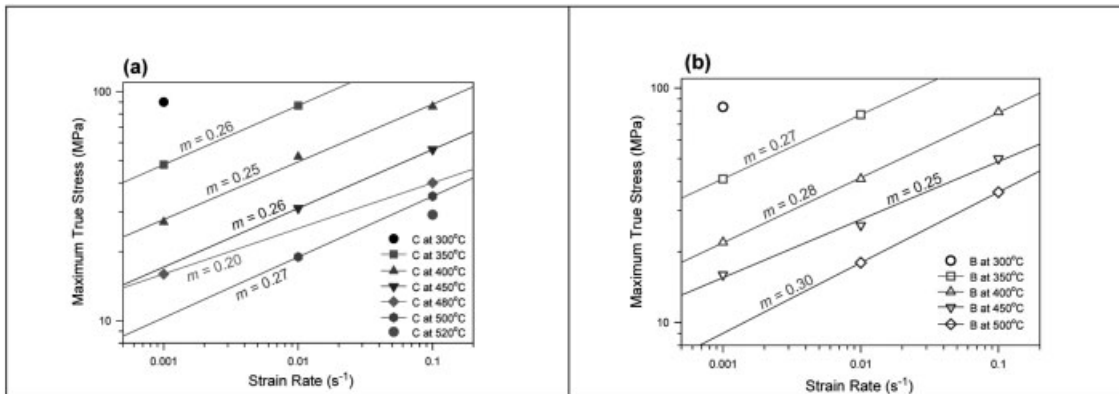 (a)
Maximum True Stress (MPa)
100
10
m = 0.26
m = 0.25
m = 0.26
m = 0.20
m = 0.27
C at 300°C
C at 350°C
C at 400°C
C at 450°C
C at 480°C
C at 500°C
C at 520°C
0.001
0.01
0.1
Strain Rate (s⁻¹)
(b)
Maximum True Stress (MPa)
100
10
m = 0.27
m = 0.28
m = 0.25
m = 0.30
B at 300°C
B at 350°C
B at 400°C
B at 450°C
B at 500°C
0.001
0.01
0.1
Strain Rate (s⁻¹)